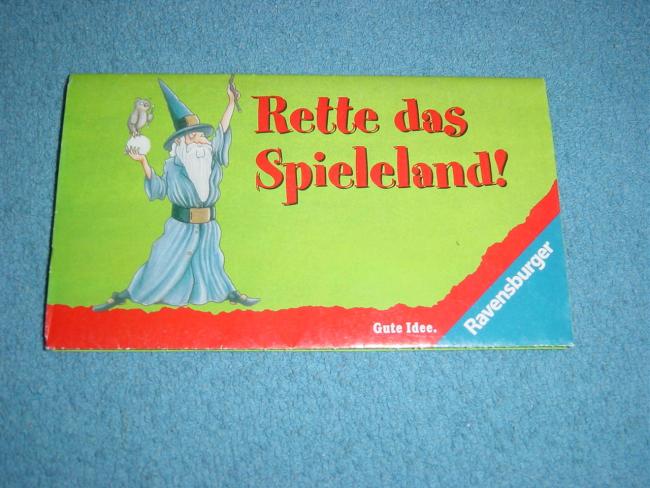 Rette das
Spieleland!
Gute Idee.
Ravensburger